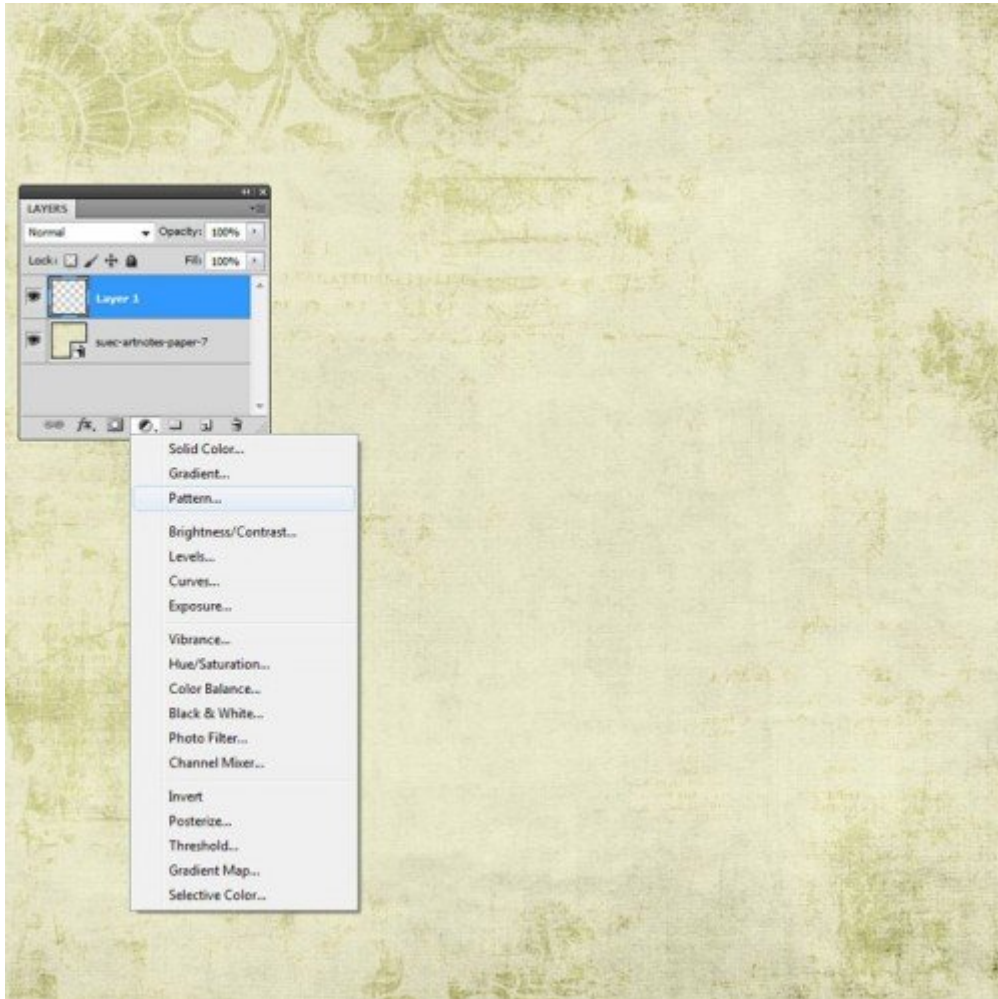 LAYERS
Normal Opacity: 100%
Lock: Fill: 100%
Layer 1
suec-artnotes-paper-7
fx.
Solid Color...
Gradient...
Pattern...
Brightness/Contrast...
Levels...
Curves...
Exposure...
Vibrance...
Hue/Saturation...
Color Balance...
Black & White...
Photo Filter...
Channel Mixer...
Invert
Posterize...
Threshold...
Gradient Map...
Selective Color...